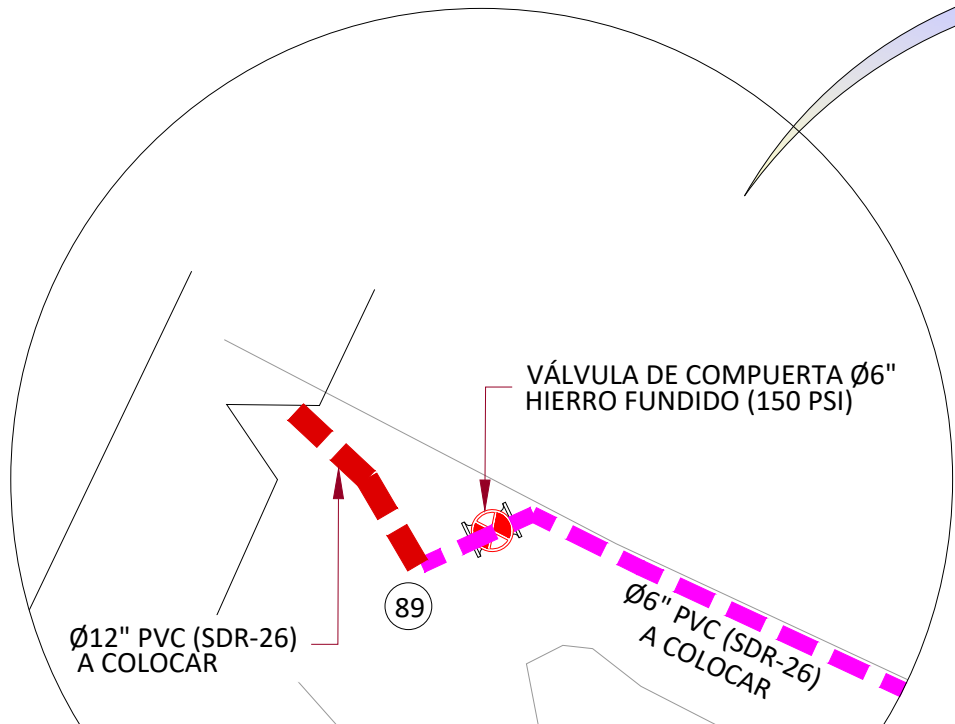 VÁLVULA DE COMPUERTA Ø6"
HIERRO FUNDIDO (150 PSI)
89
Ø12" PVC (SDR-26)
A COLOCAR
Ø6" PVC (SDR-26)
A COLOCAR